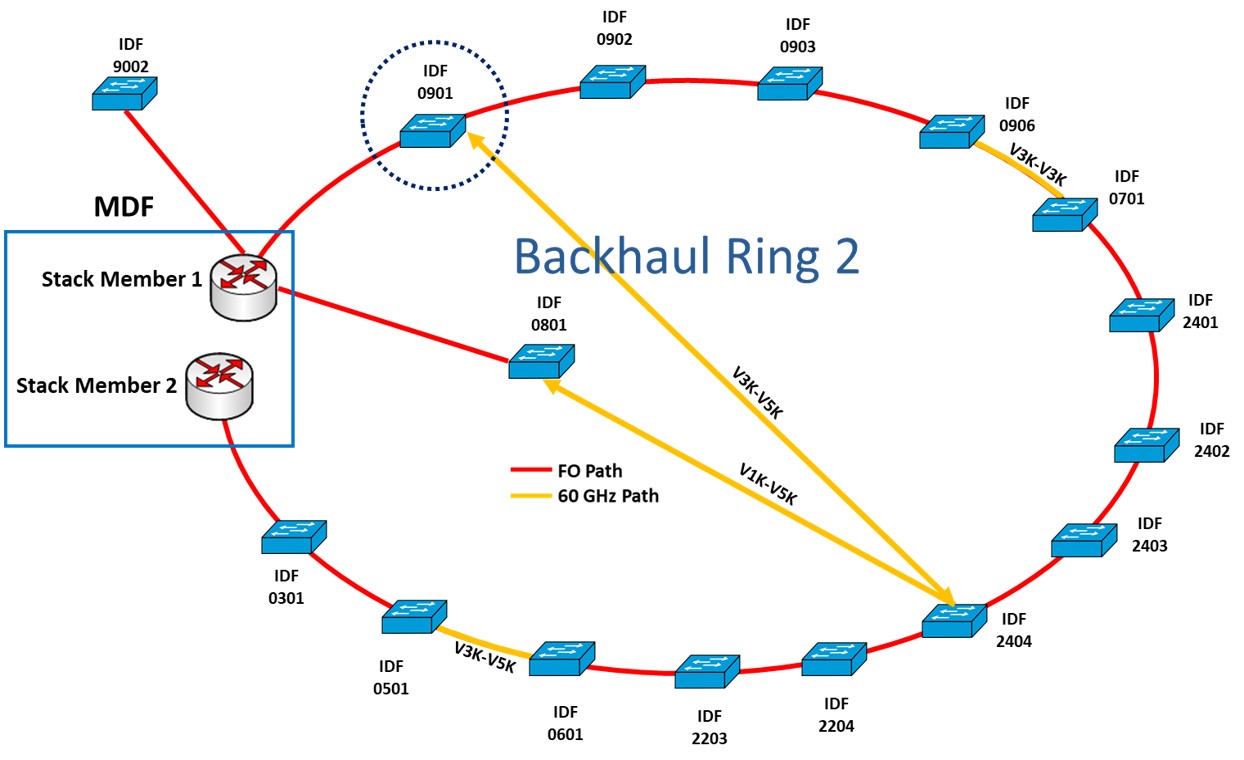 IDF
9002
IDF
0901
IDF
0902
IDF
0903
IDF
0906
V3K-V3K
IDF
0701
MDF
Stack Member 1
Stack Member 2
Backhaul Ring 2
IDF
0801
IDF
2401
V3K-V5K
IDF
2402
V1K-V5K
FO Path
60 GHz Path
IDF
2403
IDF
0301
IDF
2404
V3K-V5K
IDF
0501
IDF
0601
IDF
2203
IDF
2204